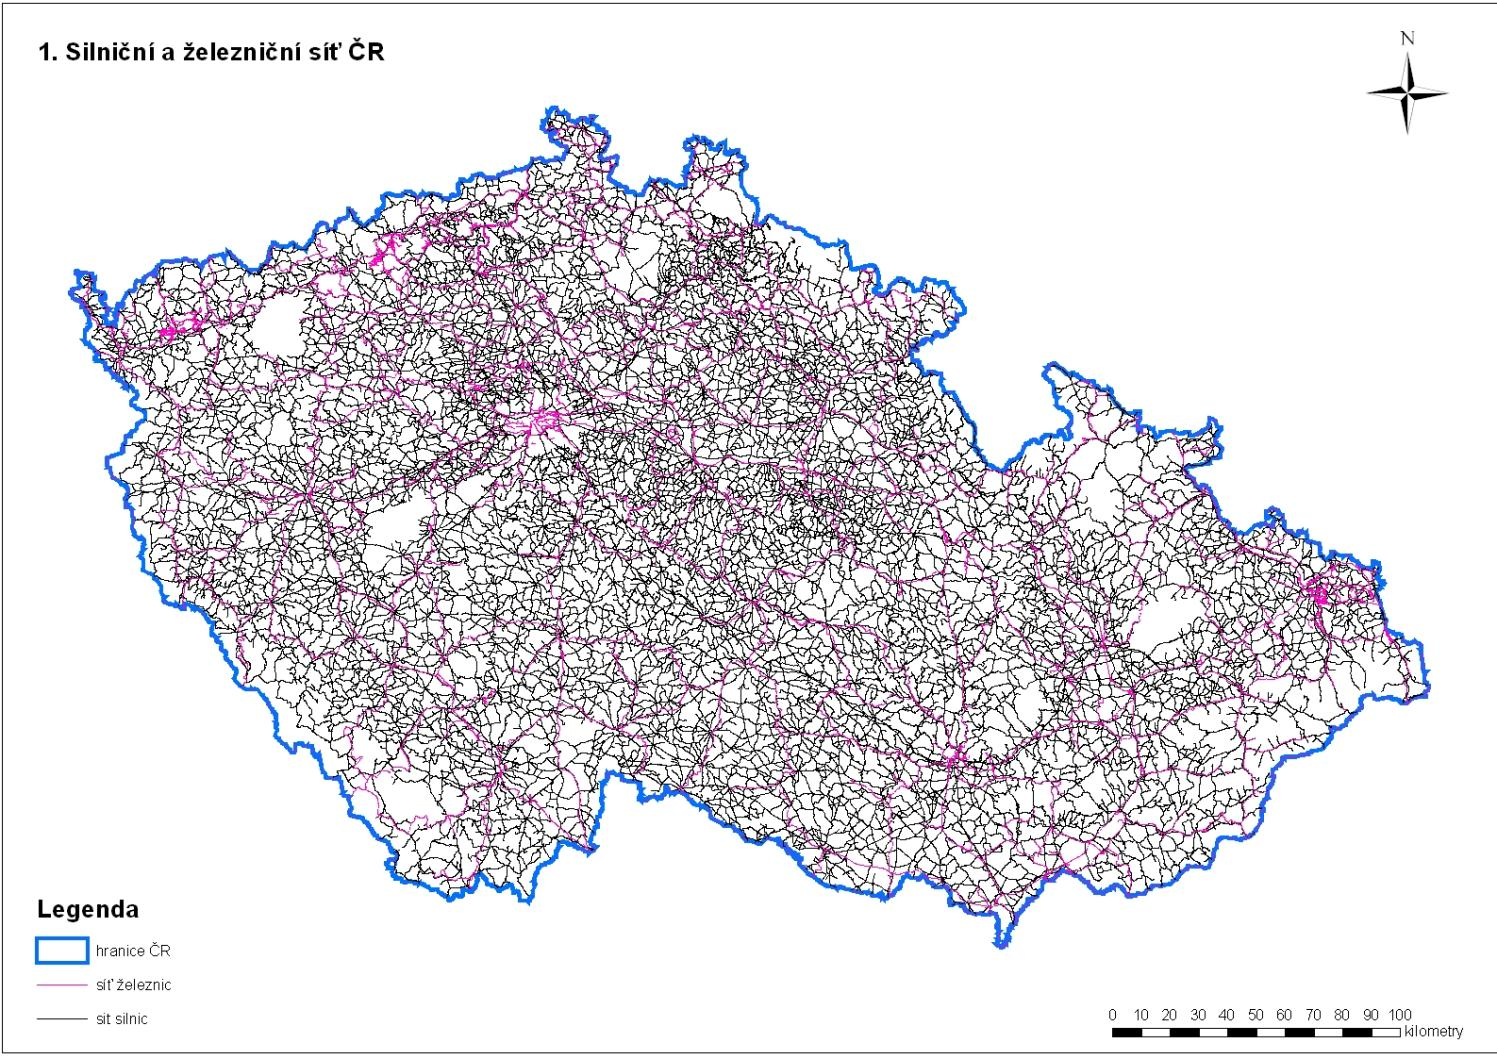 1. Silniční a železniční síť ČR
N
Legenda
hranice ČR
síť železnic
sit silnic
0 10 20 30 40 50 60 70 80 90 100
kilometry